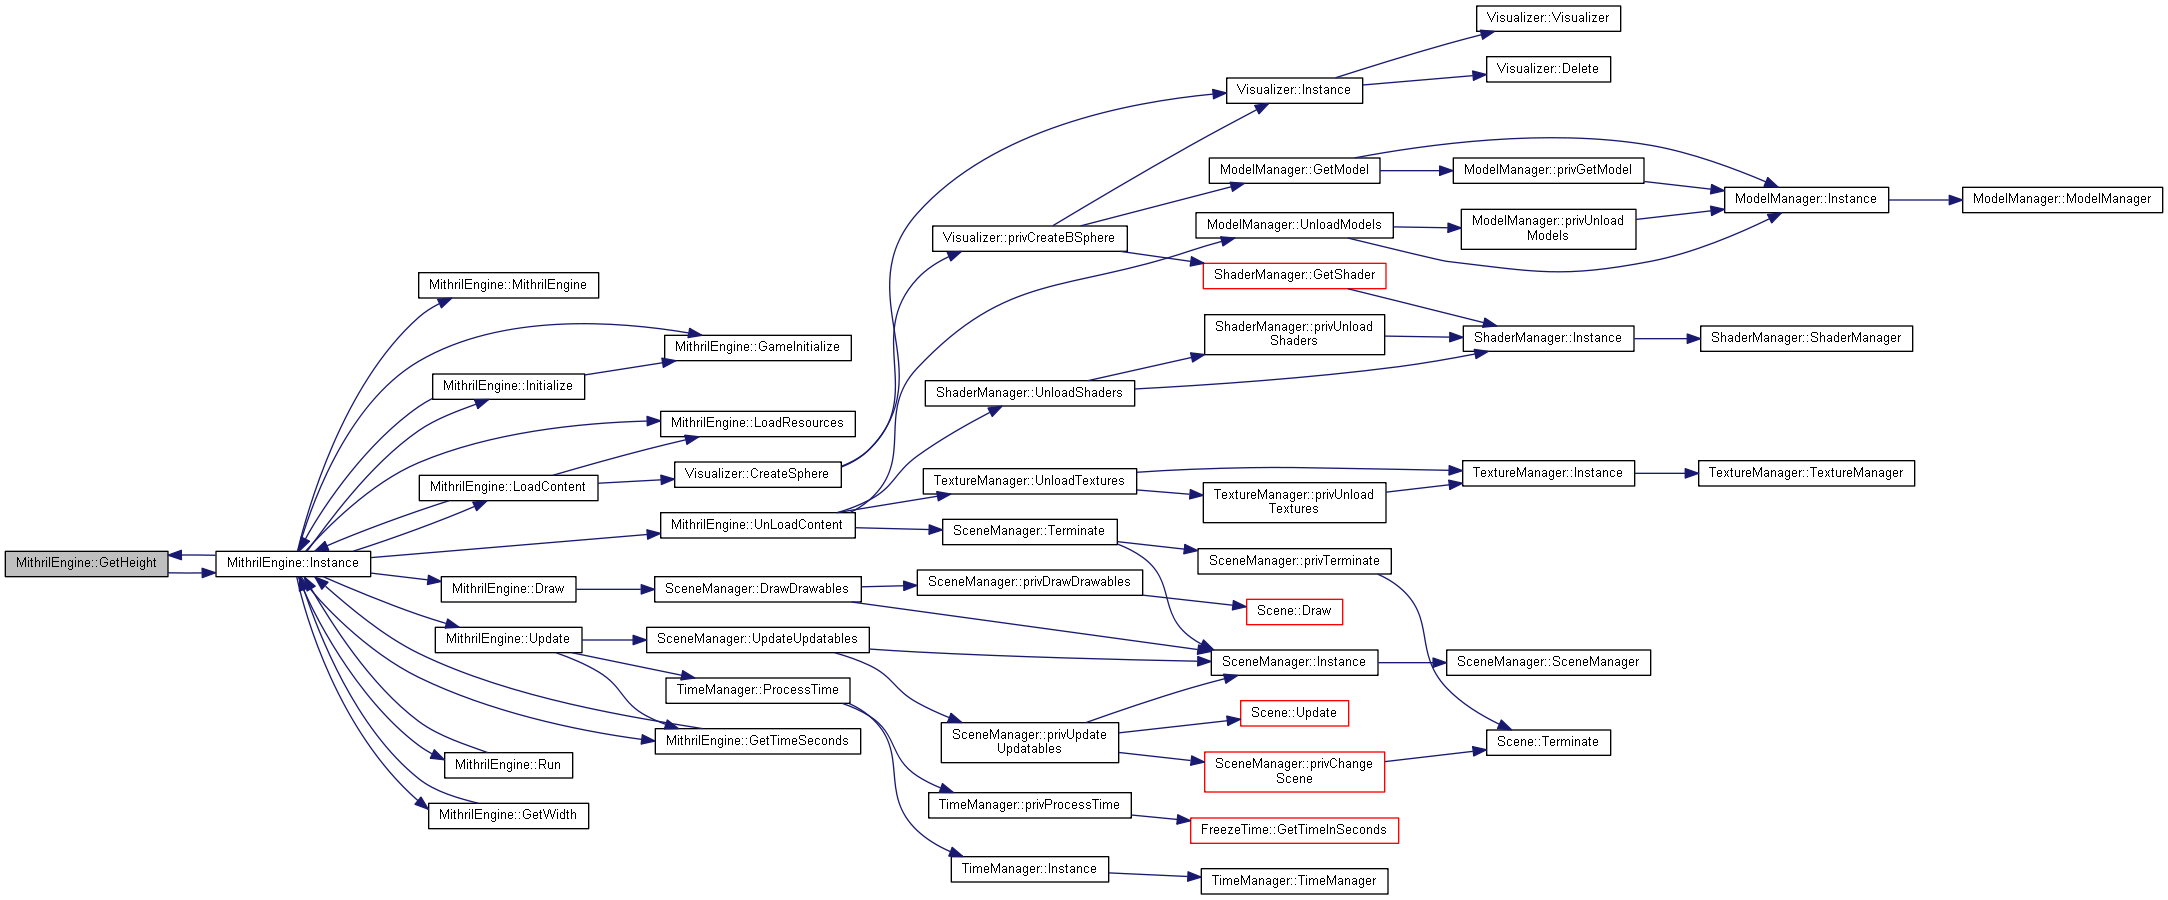 Visualizer::Visualizer
Visualizer::Delete
Visualizer::Instance
ModelManager::GetModel
ModelManager::privGetModel
ModelManager::Instance
ModelManager::ModelManager
ModelManager::UnloadModels
ModelManager::privUnload
Models
Visualizer::privCreateBSphere
ShaderManager::GetShader
MithrilEngine::MithrilEngine
ShaderManager::privUnload
Shaders
ShaderManager::Instance
ShaderManager::ShaderManager
MithrilEngine::GameInitialize
MithrilEngine::Initialize
ShaderManager::UnloadShaders
MithrilEngine::LoadResources
Visualizer::CreateSphere
MithrilEngine::LoadContent
TextureManager::UnloadTextures
TextureManager::Instance
TextureManager::TextureManager
TextureManager::privUnload
Textures
MithrilEngine::UnLoadContent
SceneManager::Terminate
MithrilEngine::GetHeight
MithrilEngine::Instance
SceneManager::privTerminate
MithrilEngine::Draw
SceneManager::DrawDrawables
SceneManager::privDrawDrawables
Scene::Draw
MithrilEngine::Update
SceneManager::UpdateUpdatables
SceneManager::Instance
SceneManager::SceneManager
TimeManager::ProcessTime
Scene::Update
SceneManager::privUpdate
Updatables
MithrilEngine::GetTimeSeconds
Scene::Terminate
MithrilEngine::Run
SceneManager::privChange
Scene
TimeManager::privProcessTime
MithrilEngine::GetWidth
FreezeTime::GetTimeInSeconds
TimeManager::Instance
TimeManager::TimeManager